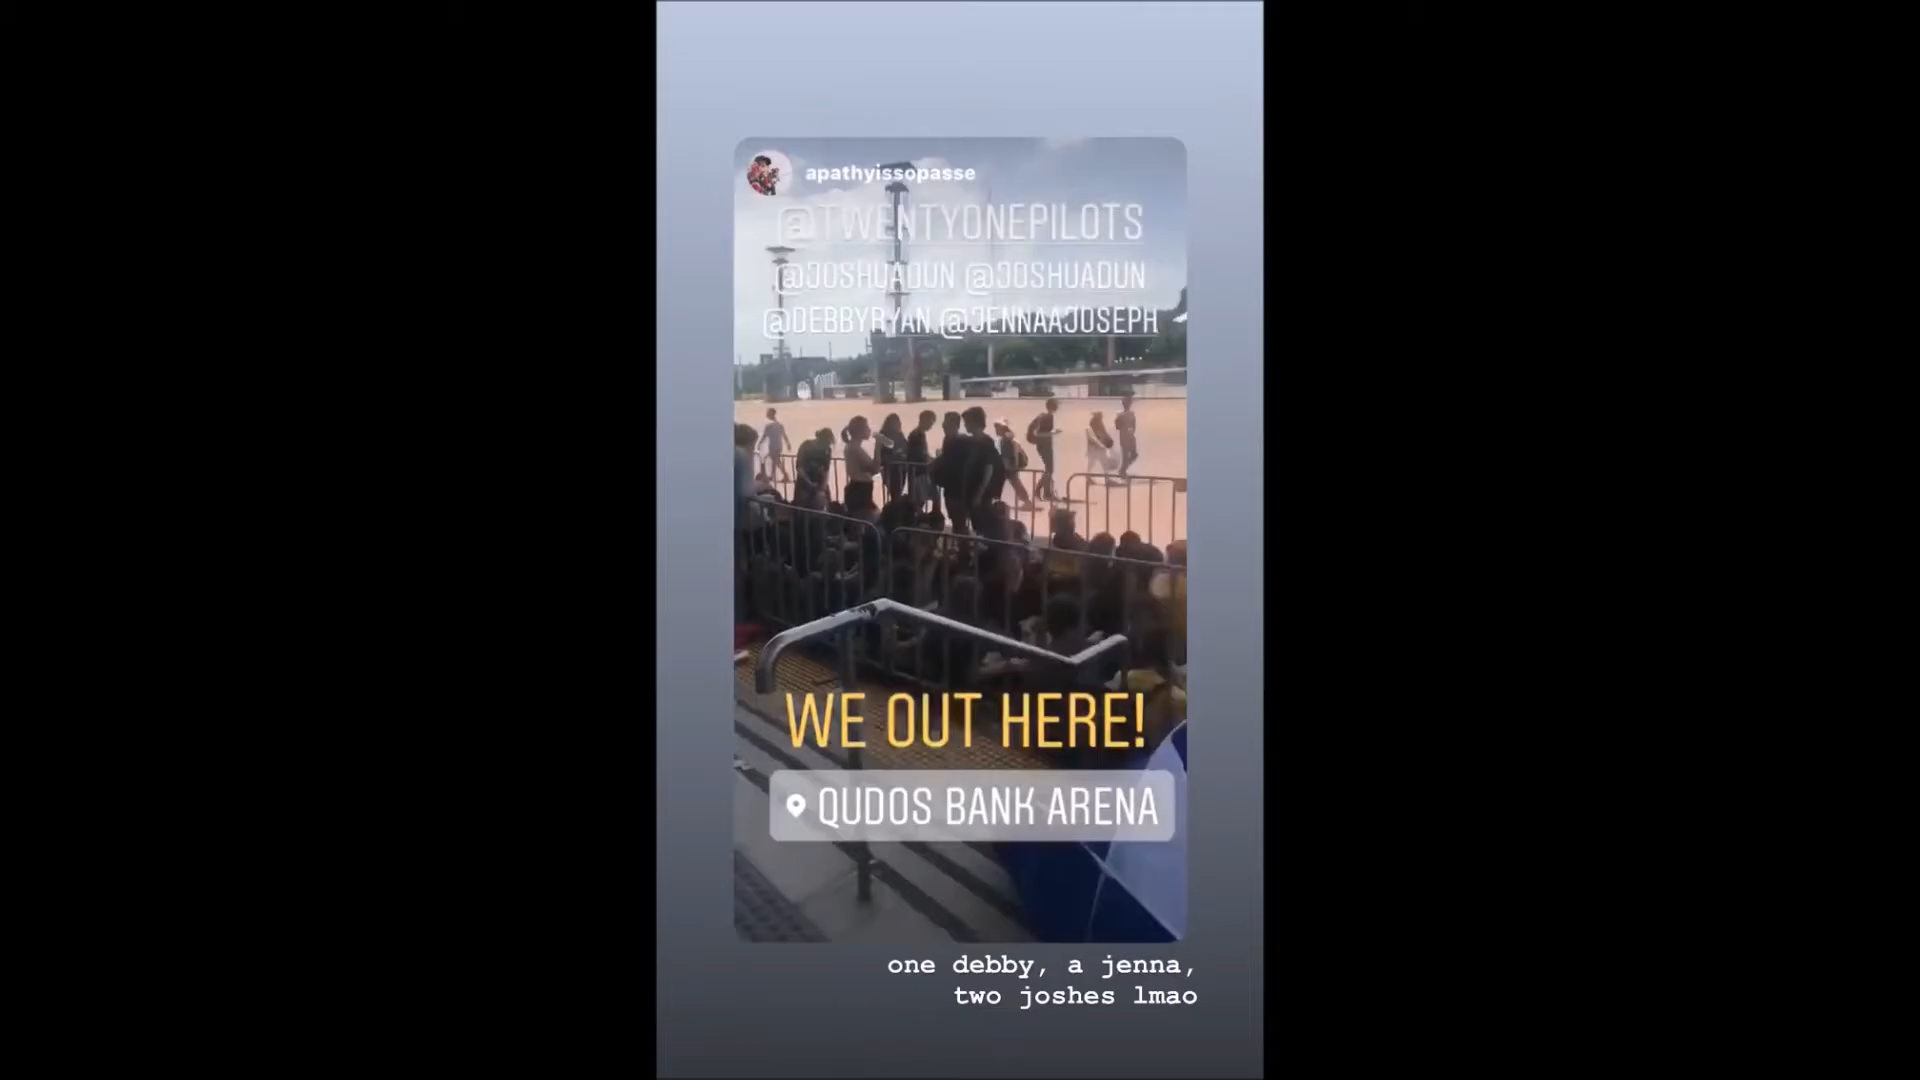 apathyissopasse
@TWENTYONEPILOTS
@JOSHUADUN @JOSHUADUN
@DEBBYRYAN @JENNAAJOSEPH
WE OUT HERE!
QUDOS BANK ARENA
one debby, a jenna,
two joshes lmao